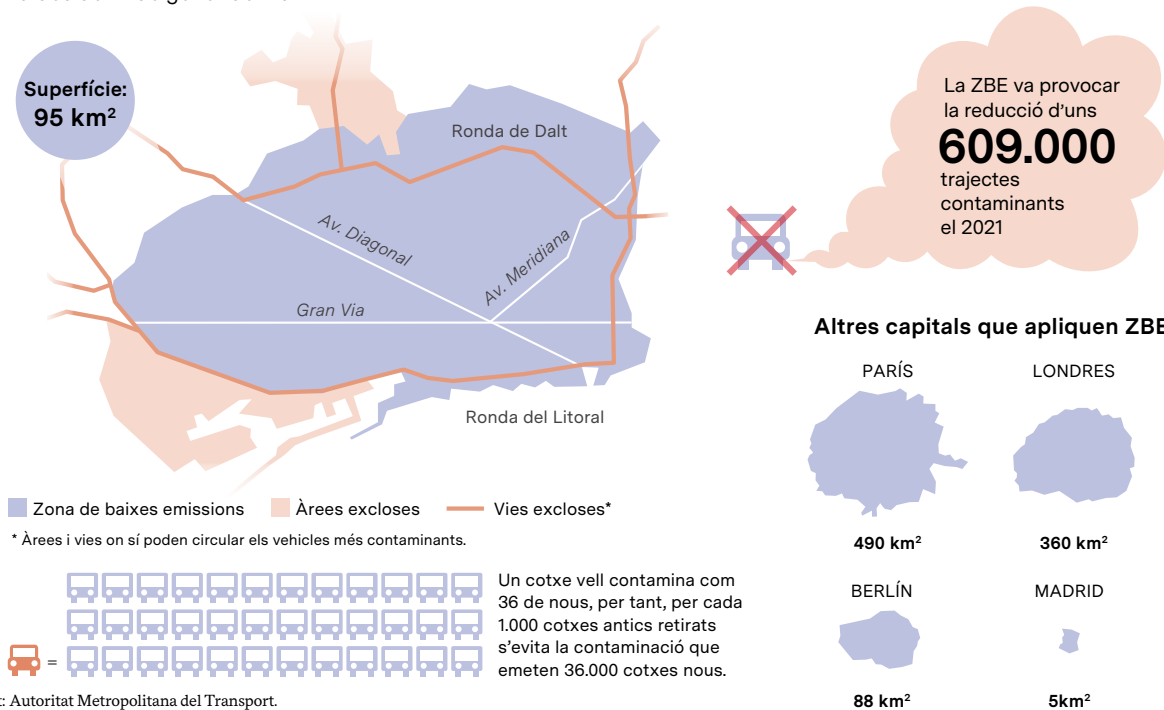 Superfície:
95 km²
Ronda de Dalt
Av. Diagonal
Av. Meridiana
Gran Via
Ronda del Litoral
Zona de baixes emissions
Àrees excloses
Vies excloses*
* Àrees i vies on sí poden circular els vehicles més contaminants.
=
Un cotxe vell contamina com
36 de nous, per tant, per cada
1.000 cotxes antics retirats
s’evita la contaminació que
emeten 36.000 cotxes nous.
t: Autoritat Metropolitana del Transport.
La ZBE va provocar
la reducció d’uns
609.000
trajectes
contaminants
el 2021
Altres capitals que apliquen ZBE
PARÍS
490 km²
LONDRES
360 km²
BERLÍN
88 km²
MADRID
5km²